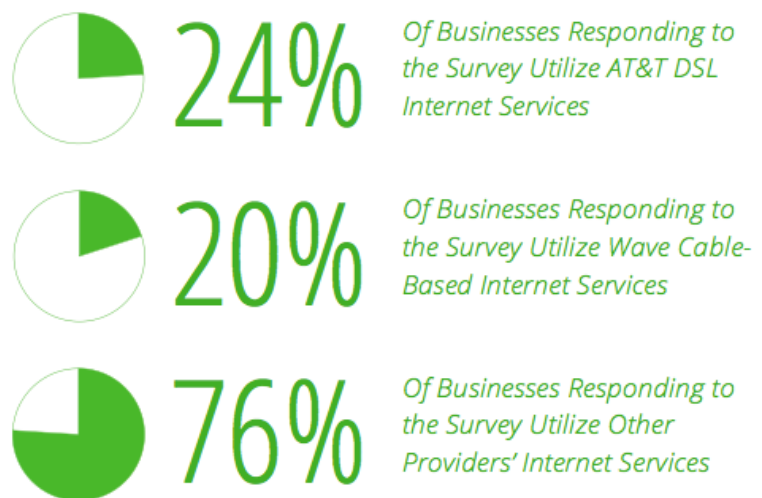 24%
Of Businesses Responding to
the Survey Utilize AT&T DSL
Internet Services
20%
Of Businesses Responding to
the Survey Utilize Wave Cable-
Based Internet Services
76%
Of Businesses Responding to
the Survey Utilize Other
Providers’ Internet Services